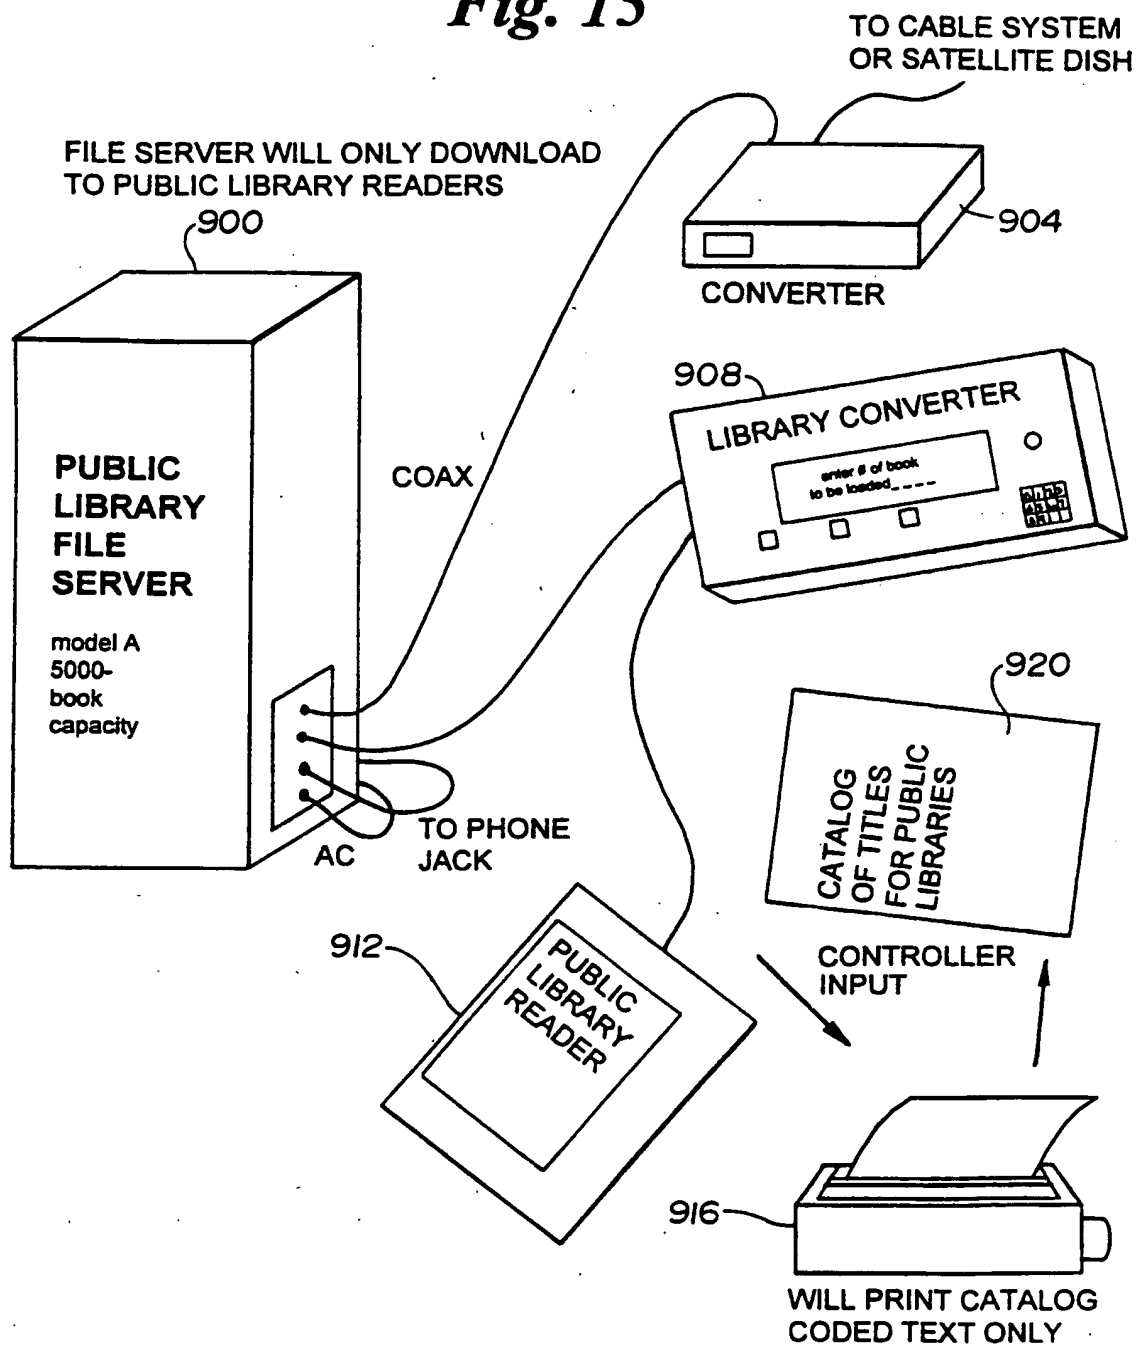 Fig. 15
TO CABLE SYSTEM
OR SATELLITE DISH
FILE SERVER WILL ONLY DOWNLOAD
TO PUBLIC LIBRARY READERS
900
904
CONVERTER
908
LIBRARY CONVERTER
enter # of book
to be loaded_ _ _ _
COAX
PUBLIC
LIBRARY
FILE
SERVER
model A
5000-
book
capacity
AC
TO PHONE
JACK
920
CATALOG
OF TITLES
FOR PUBLIC
LIBRARIES
CONTROLLER
INPUT
912
PUBLIC
LIBRARY
READER
916
WILL PRINT CATALOG
CODED TEXT ONLY